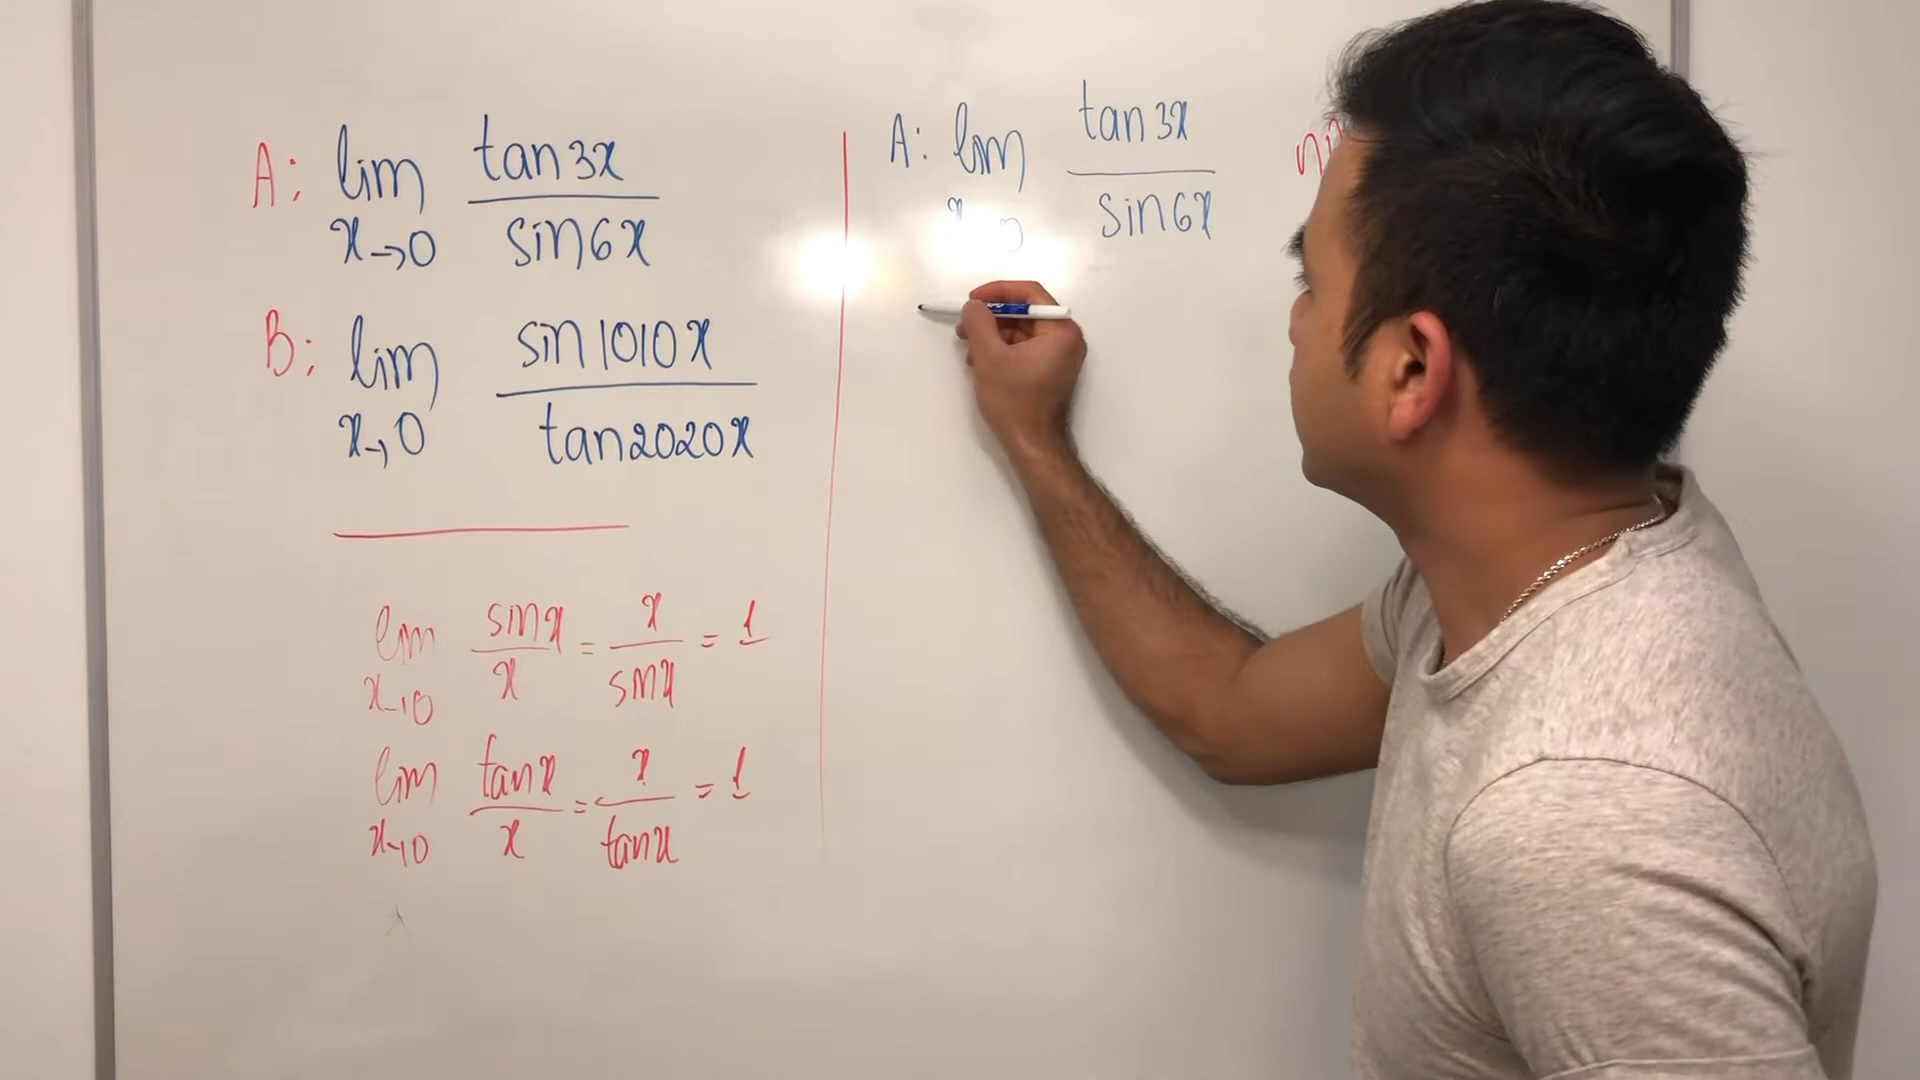 A: lim tan3x / sin6x
x→0
B: lim sin1010x / tan2020x
x→0
lim sinx / x = x / sinx = 1
x→0
lim tanx / x = x / tanx = 1
x→0
A: lim tan3x / sin6x